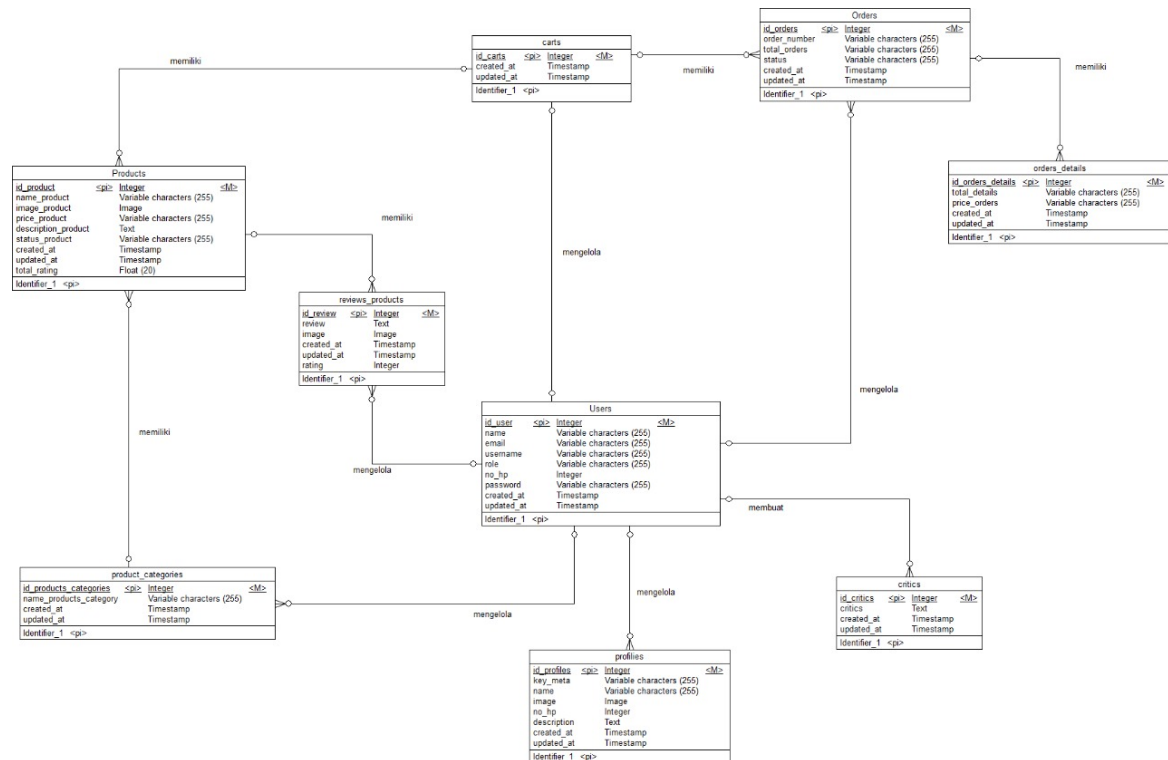 Orders
id_orders <pi> Integer <M>
order_number Variable characters (255)
total_orders Variable characters (255)
status Variable characters (255)
created_at Timestamp
updated_at Timestamp
Identifier_1 <pi>
carts
id_carts <pi> Integer <M>
created_at Timestamp
updated_at Timestamp
Identifier_1 <pi>
memiliki
memiliki
memiliki
Products
id_product <pi> Integer <M>
name_product Variable characters (255)
image_product Image
price_product Variable characters (255)
description_product Text
status_product Variable characters (255)
created_at Timestamp
updated_at Timestamp
total_rating Float (20)
Identifier_1 <pi>
orders_details
id_orders_details <pi> Integer <M>
total_details Variable characters (255)
price_orders Variable characters (255)
created_at Timestamp
updated_at Timestamp
Identifier_1 <pi>
memiliki
mengelola
reviews_products
id_review <pi> Integer <M>
review Text
image Image
created_at Timestamp
updated_at Timestamp
rating Integer
Identifier_1 <pi>
mengelola
memiliki
mengelola
Users
id_user <pi> Integer <M>
name Variable characters (255)
email Variable characters (255)
username Variable characters (255)
role Variable characters (255)
no_hp Integer
password Variable characters (255)
created_at Timestamp
updated_at Timestamp
Identifier_1 <pi>
membuat
product_categories
id_products_categories <pi> Integer <M>
name_products_category Variable characters (255)
created_at Timestamp
updated_at Timestamp
Identifier_1 <pi>
mengelola
mengelola
critics
id_critics <pi> Integer <M>
critics Text
created_at Timestamp
updated_at Timestamp
Identifier_1 <pi>
profilies
id_profiles <pi> Integer <M>
key_meta Variable characters (255)
name Variable characters (255)
image Image
no_hp Integer
description Text
created_at Timestamp
updated_at Timestamp
Identifier_1 <pi>